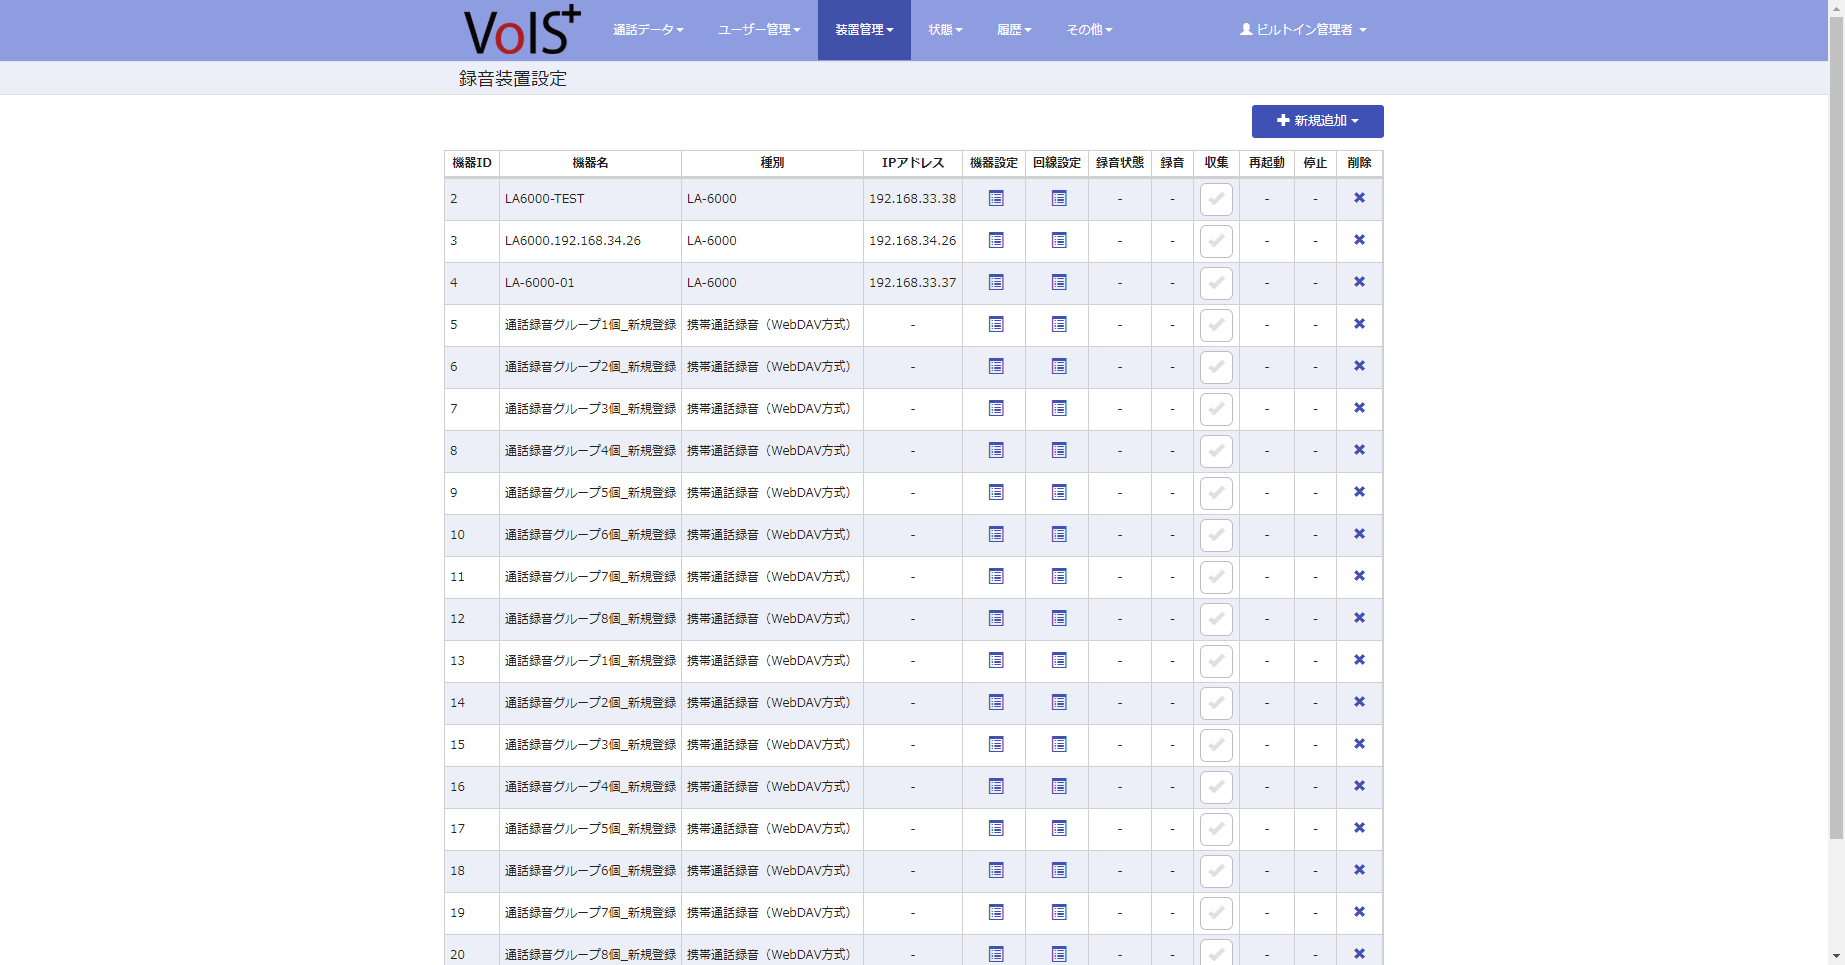 VoIS+ 通話データ ユーザー管理 装置管理 状態 履歴 その他 ビルトイン管理者
録音装置設定
新規追加
機器ID 機器名 種別 IPアドレス 機器設定 回線設定 録音状態 録音 収集 再起動 停止 削除
2 LA6000-TEST LA-6000 192.168.33.38 - - - -
3 LA6000.192.168.34.26 LA-6000 192.168.34.26 - - - -
4 LA-6000-01 LA-6000 192.168.33.37 - - - -
5 通話録音グループ1個_新規登録 携帯通話録音（WebDAV方式） - - - - -
6 通話録音グループ2個_新規登録 携帯通話録音（WebDAV方式） - - - - -
7 通話録音グループ3個_新規登録 携帯通話録音（WebDAV方式） - - - - -
8 通話録音グループ4個_新規登録 携帯通話録音（WebDAV方式） - - - - -
9 通話録音グループ5個_新規登録 携帯通話録音（WebDAV方式） - - - - -
10 通話録音グループ6個_新規登録 携帯通話録音（WebDAV方式） - - - - -
11 通話録音グループ7個_新規登録 携帯通話録音（WebDAV方式） - - - - -
12 通話録音グループ8個_新規登録 携帯通話録音（WebDAV方式） - - - - -
13 通話録音グループ1個_新規登録 携帯通話録音（WebDAV方式） - - - - -
14 通話録音グループ2個_新規登録 携帯通話録音（WebDAV方式） - - - - -
15 通話録音グループ3個_新規登録 携帯通話録音（WebDAV方式） - - - - -
16 通話録音グループ4個_新規登録 携帯通話録音（WebDAV方式） - - - - -
17 通話録音グループ5個_新規登録 携帯通話録音（WebDAV方式） - - - - -
18 通話録音グループ6個_新規登録 携帯通話録音（WebDAV方式） - - - - -
19 通話録音グループ7個_新規登録 携帯通話録音（WebDAV方式） - - - - -
20 通話録音グループ8個_新規登録 携帯通話録音（WebDAV方式） - - - - -